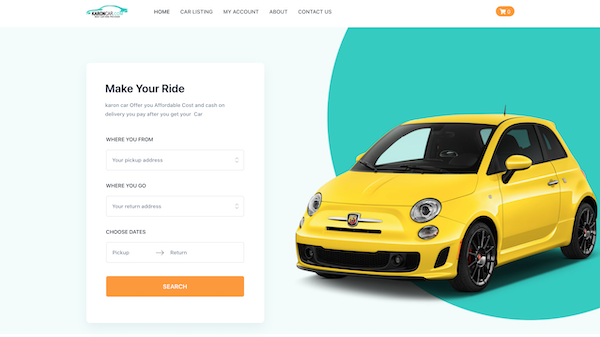 KARONCAR.COM
HOME
CAR LISTING
MY ACCOUNT
ABOUT
CONTACT US
0
Make Your Ride
karon car Offer you Affordable Cost and cash on
delivery you pay after you get your Car
WHERE YOU FROM
Your pickup address
WHERE YOU GO
Your return address
CHOOSE DATES
Pickup
Return
SEARCH